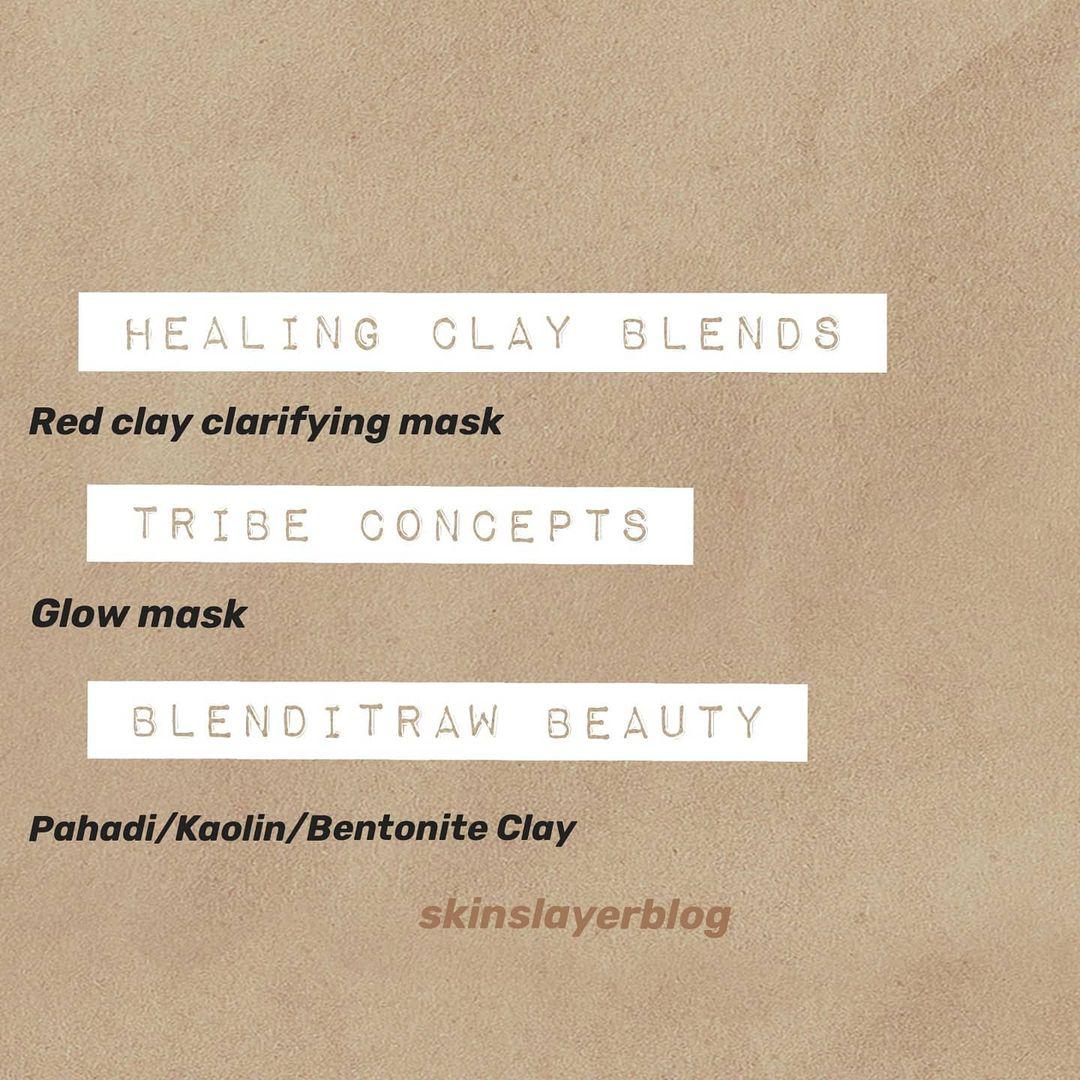 HEALING CLAY BLENDS
Red clay clarifying mask
TRIBE CONCEPTS
Glow mask
BLENDITRAW BEAUTY
Pahadi/Kaolin/Bentonite Clay
skinslayerblog